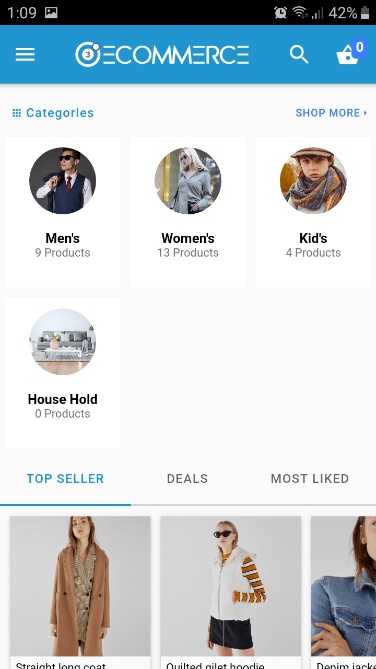 1:09 42%
3 ECOMMERCE 0
Categories SHOP MORE
Men's Women's Kid's
9 Products 13 Products 4 Products
House Hold
0 Products
TOP SELLER DEALS MOST LIKED
Straight long coat Quilted gilet hoodie Denim jacke